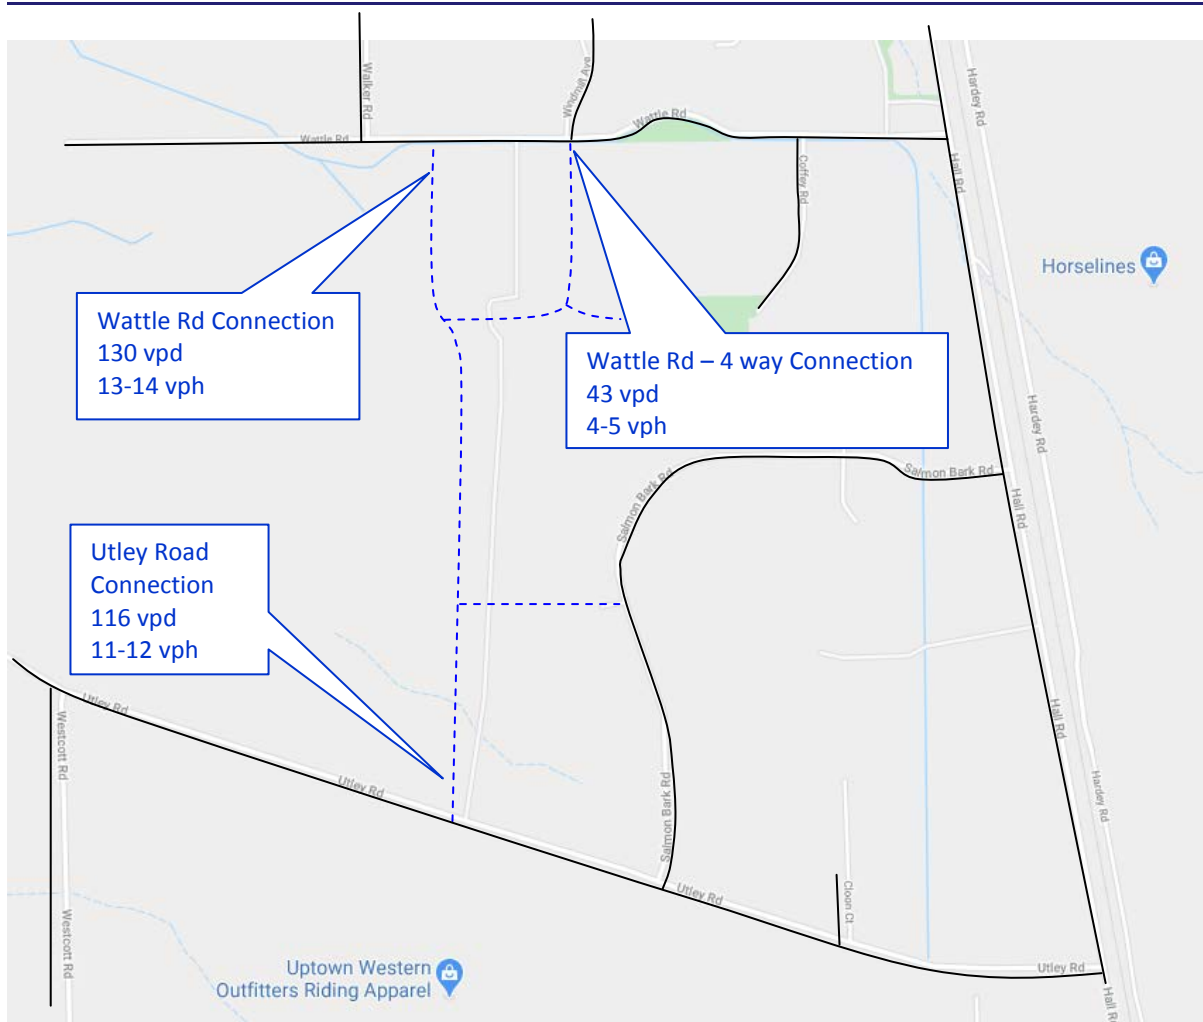 Walker Rd
Windmill Ave
Wattle Rd
Wattle Rd
Hardey Rd
Hall Rd
Coffey Rd
Horselines
Wattle Rd Connection
130 vpd
13-14 vph
Wattle Rd – 4 way Connection
43 vpd
4-5 vph
Hardey Rd
Salmon Bark Rd
Salmon Bark Rd
Hall Rd
Utley Road
Connection
116 vpd
11-12 vph
Utley Rd
Westcott Rd
Hall Rd
Utley Rd
Salmon Bark Rd
Hardey Rd
Utley Rd
Cloon Ct
Westcott Rd
Uptown Western
Outfitters Riding Apparel
Utley Rd
Hall Rd